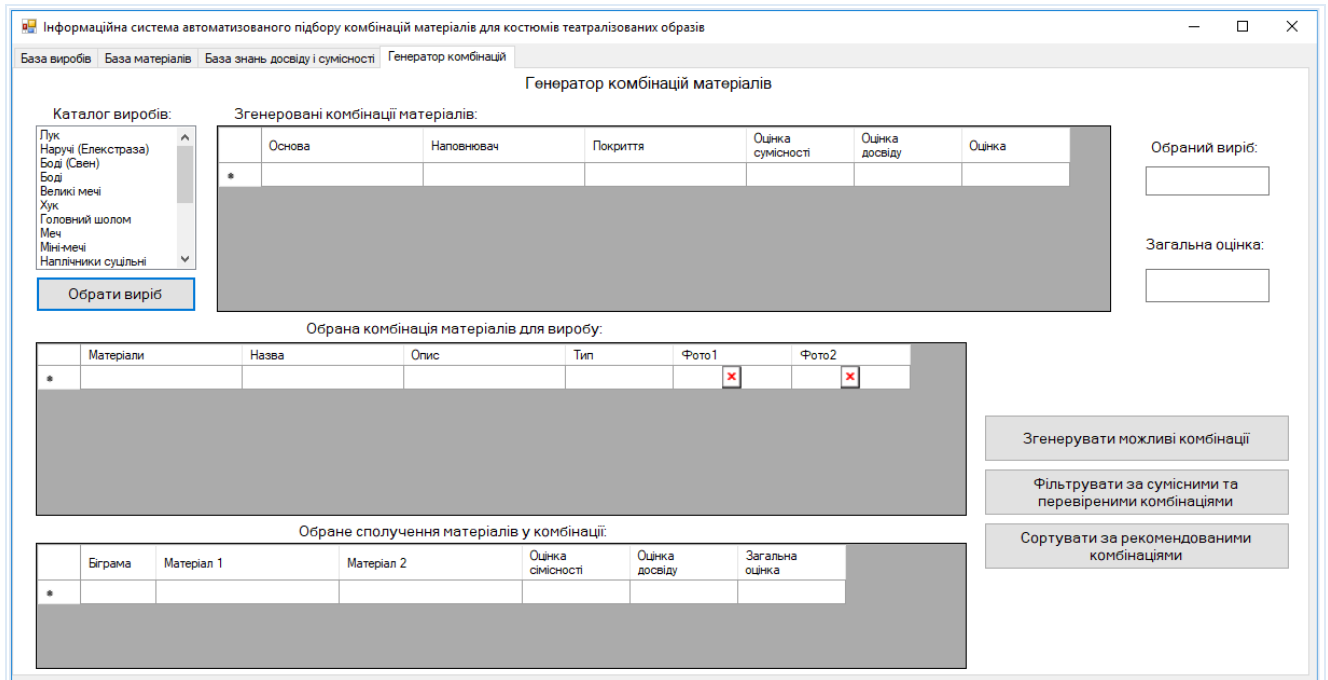 Інформаційна система автоматизованого підбору комбінацій матеріалів для костюмів театралізованих образів
База виробів База матеріалів База знань досвіду і сумісності Генератор комбінацій
Генератор комбінацій матеріалів
Каталог виробів:
Лук
Наручі (Електраза)
Боді (Свен)
Боді
Великі мечі
Хук
Головний шолом
Меч
Міні-мечі
Наплічники суцільні
Обрати виріб
Згенеровані комбінації матеріалів:
Основа Наповнювач Покриття Оцінка сумісності Оцінка досвіду Оцінка
*
Обраний виріб:
Загальна оцінка:
Обрана комбінація матеріалів для виробу:
Матеріали Назва Опис Тип Фото1 Фото2
*
Згенерувати можливі комбінації
Фільтрувати за сумісними та
перевіреними комбінаціями
Сортувати за рекомендованими
комбінаціями
Обране сполучення матеріалів у комбінації:
Біграма Матеріал 1 Матеріал 2 Оцінка сімісності Оцінка досвіду Загальна оцінка
*